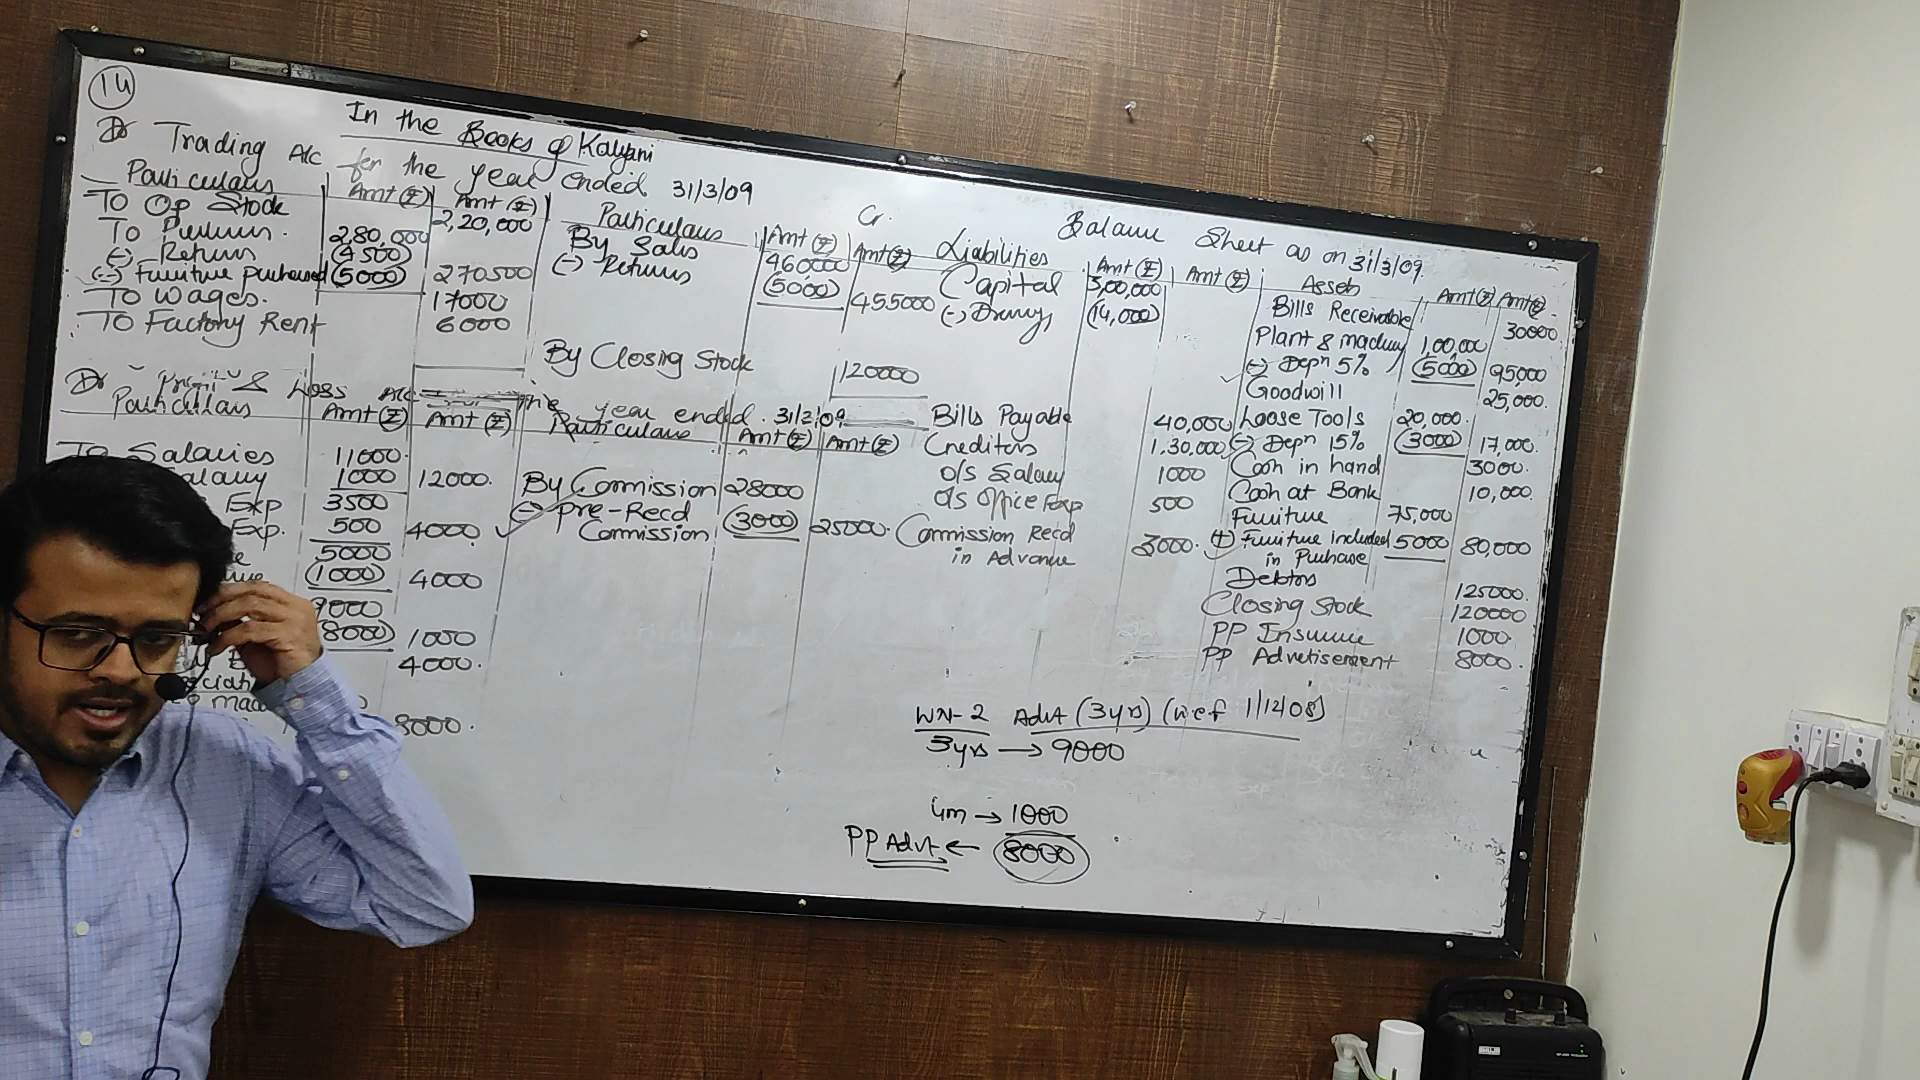 14
In the Books of Kalyani
Dr Trading A/c for the year ended 31/3/09 Cr.
Particulars Amt (₹) Amt (₹) Particulars Amt (₹) Amt (₹)
To Op Stock 2,20,000
To Purchases. 2,80,000
(-) Returns (4500)
(-) Furniture purchased (5000) 270500
To Wages. 17000
To Factory Rent 6000
By Sales 460,000
(-) Returns (5000) 455000
By Closing Stock 120000
Dr Profit & Loss A/c the year ended. 31/3/09
Particulars Amt (₹) Amt (₹) Particulars Amt (₹) Amt (₹)
To Salaries 11000
Salary 1000 12000.
Exp 3500
Exp. 500 4000
5000
(1000) 4000
9000
(8000) 1000
4000.
8000.
By Commission 28000
(-) Pre-Recd Commission (3000) 25000.
Balance Sheet as on 31/3/09.
Liabilities Amt (₹) Amt (₹) Assets Amt (₹) Amt (₹)
Capital 3,00,000
(-) Drawings (14,000)
Bills Payable 40,000
Creditors 1,30,000
O/S Salary 1000
O/S Office Exp 500
Commission Recd
in Advance 3000.
Bills Receivable 30000
Plant & machinery 1,00,000
(-) Depn 5% (5000) 95000
Goodwill 25,000.
Loose Tools 20,000.
(-) Depn 15% (3000) 17,000.
Cash in hand 3000.
Cash at Bank 10,000.
Furniture 75,000
(+) Furniture included
in Purchase 5000 80,000
Debtors 125000.
Closing Stock 120000
PP Insurance 1000.
PP Advertisement 8000.
WN-2 Advt (3yrs) (w.e.f 1/12/08)
3yrs → 9000
4m → 1000
PP Advt ← 8000